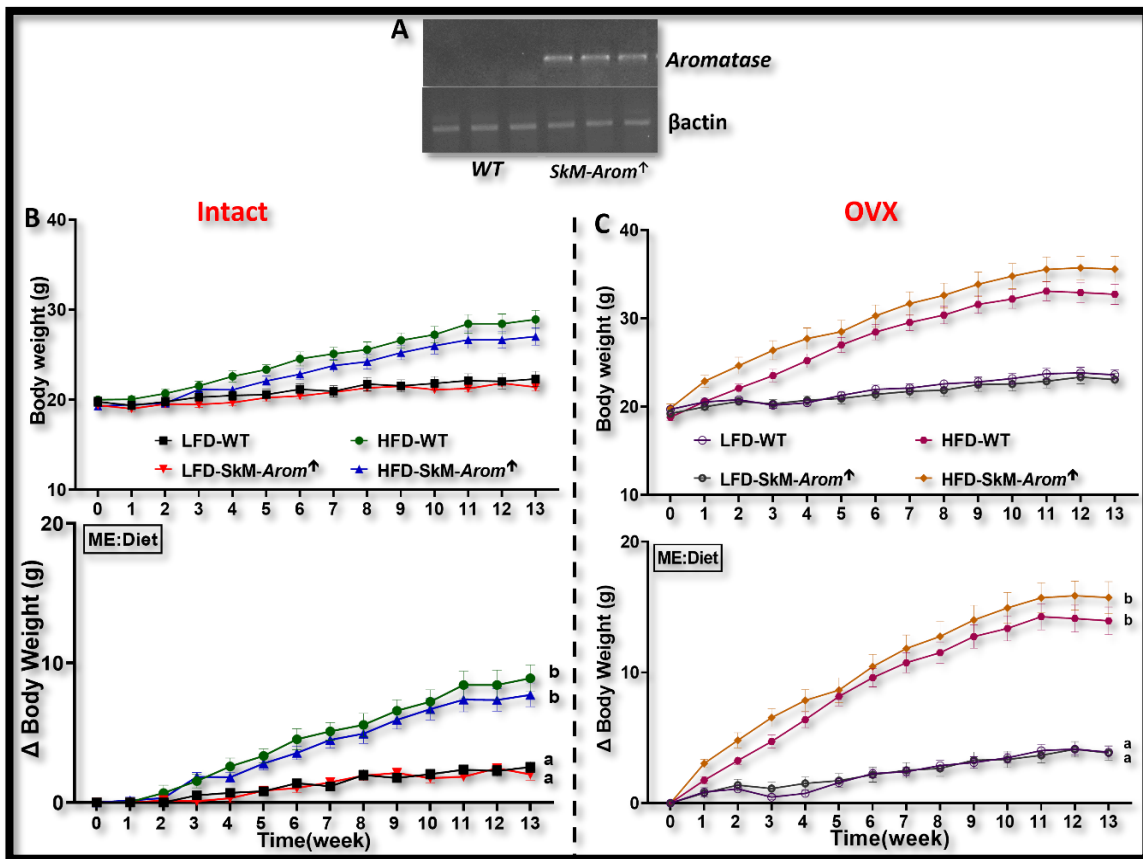 A
Aromatase
βactin
WT SkM-Arom↑
B Intact
Body weight (g)
40
30
20
10
LFD-WT HFD-WT
LFD-SkM-Arom↑ HFD-SkM-Arom↑
0 1 2 3 4 5 6 7 8 9 10 11 12 13
ME:Diet
Δ Body Weight (g)
20
10
0
b
b
a
a
0 1 2 3 4 5 6 7 8 9 10 11 12 13
Time(week)
C OVX
Body weight (g)
40
30
20
10
LFD-WT HFD-WT
LFD-SkM-Arom↑ HFD-SkM-Arom↑
0 1 2 3 4 5 6 7 8 9 10 11 12 13
ME:Diet
Δ Body Weight (g)
20
10
0
b
b
a
a
0 1 2 3 4 5 6 7 8 9 10 11 12 13
Time(week)